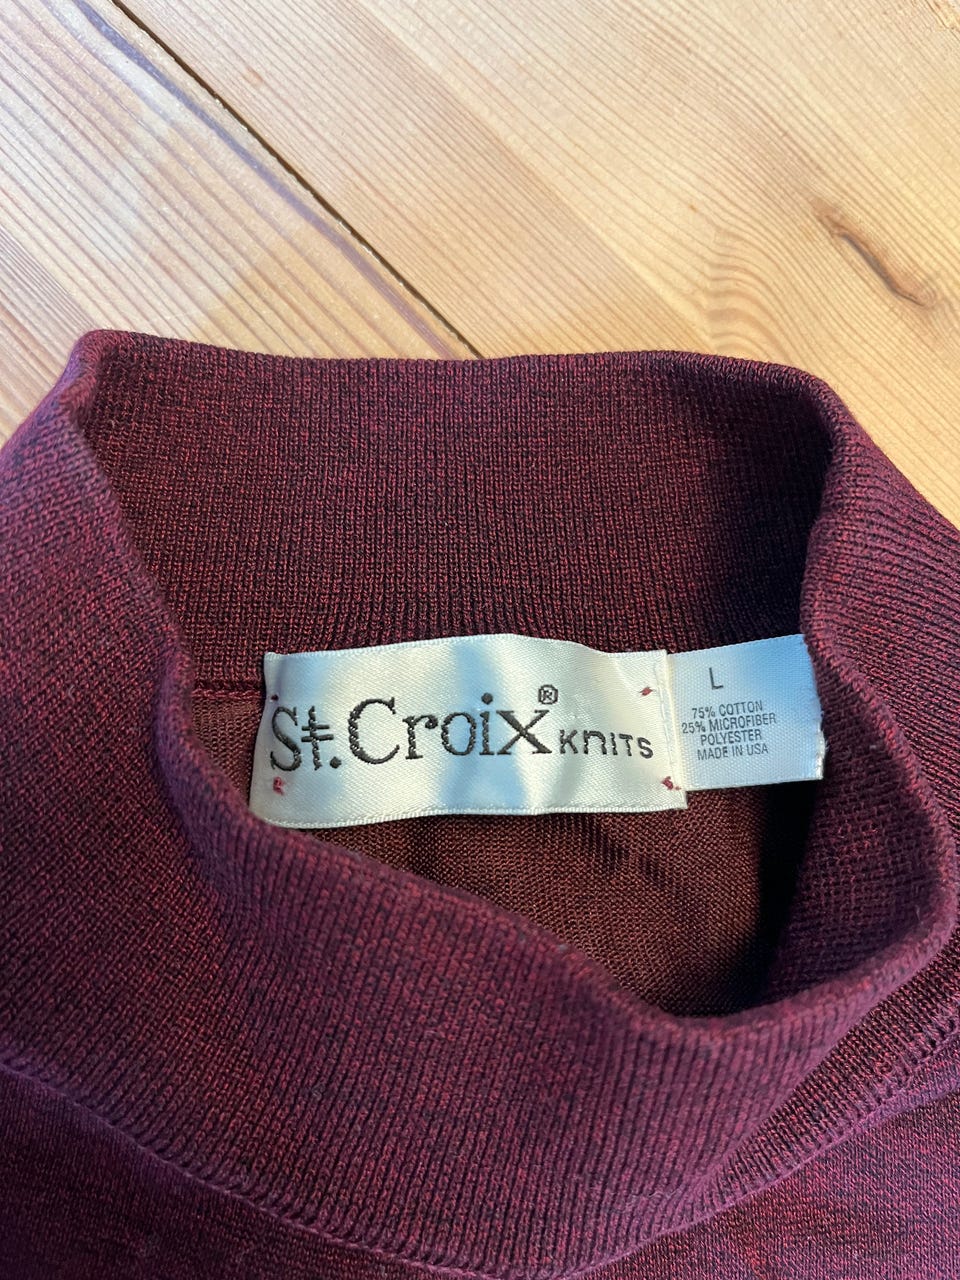 St.Croix® KNITS
L
75% COTTON
25% MICROFIBER
POLYESTER
MADE IN USA